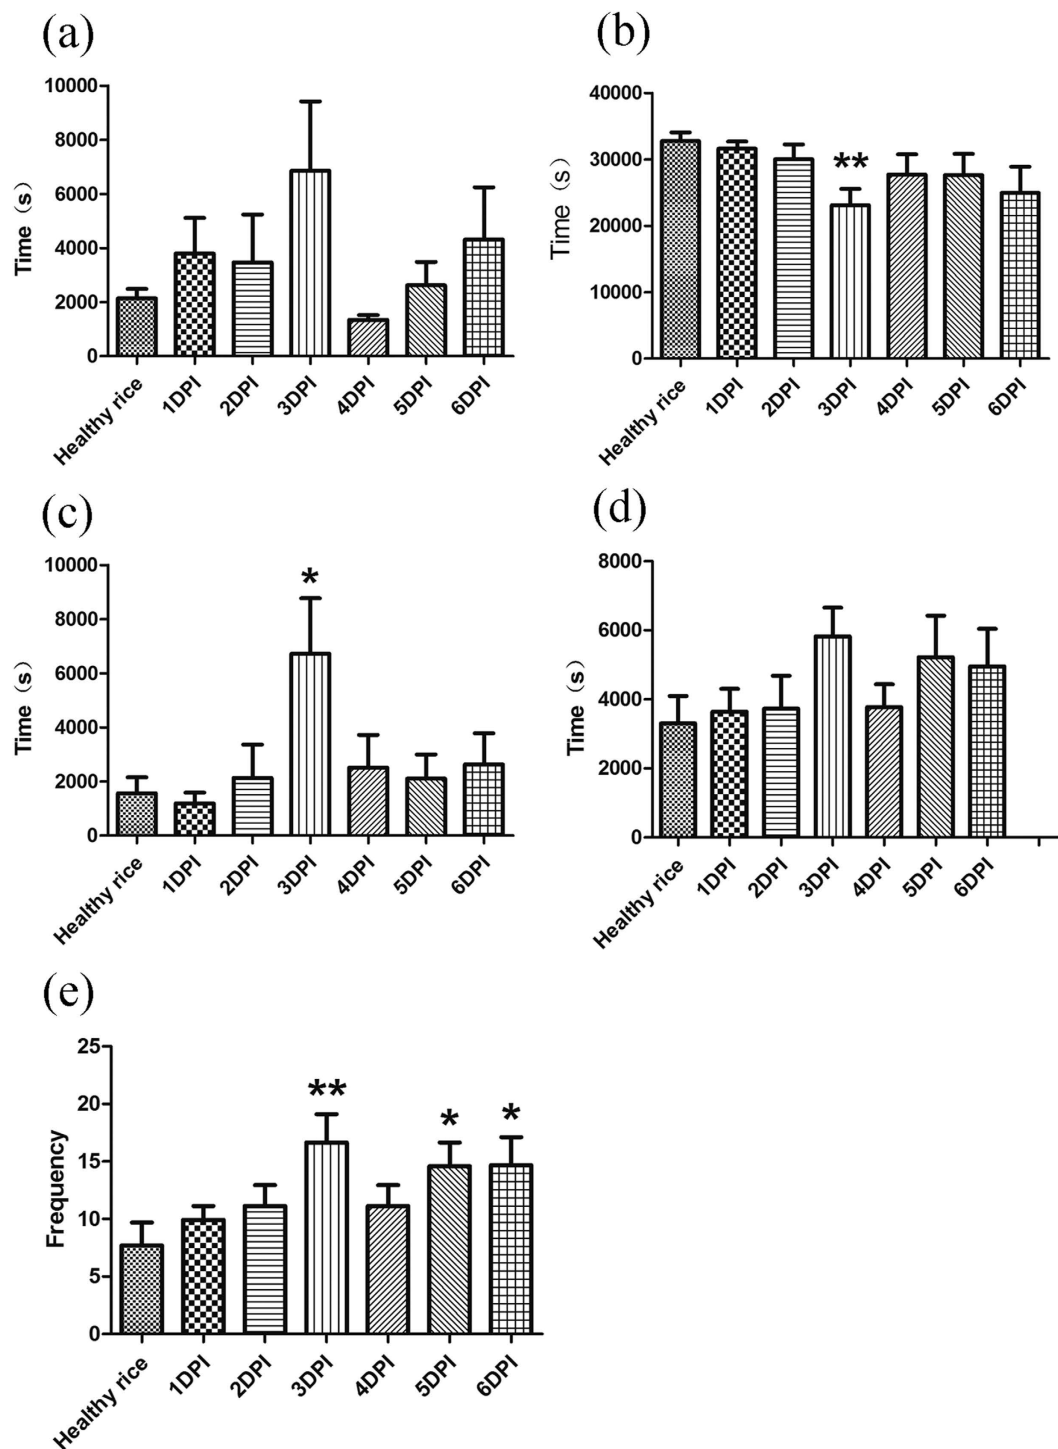 (a)
10000
8000
6000
4000
2000
0
Time (s)
Healthy rice
1DPI
2DPI
3DPI
4DPI
5DPI
6DPI
(b)
40000
30000
20000
10000
0
Time (s)
**
Healthy rice
1DPI
2DPI
3DPI
4DPI
5DPI
6DPI
(c)
10000
8000
6000
4000
2000
0
Time (s)
*
Healthy rice
1DPI
2DPI
3DPI
4DPI
5DPI
6DPI
(d)
8000
6000
4000
2000
0
Time (s)
Healthy rice
1DPI
2DPI
3DPI
4DPI
5DPI
6DPI
(e)
25
20
15
10
5
0
Frequency
**
*
*
Healthy rice
1DPI
2DPI
3DPI
4DPI
5DPI
6DPI